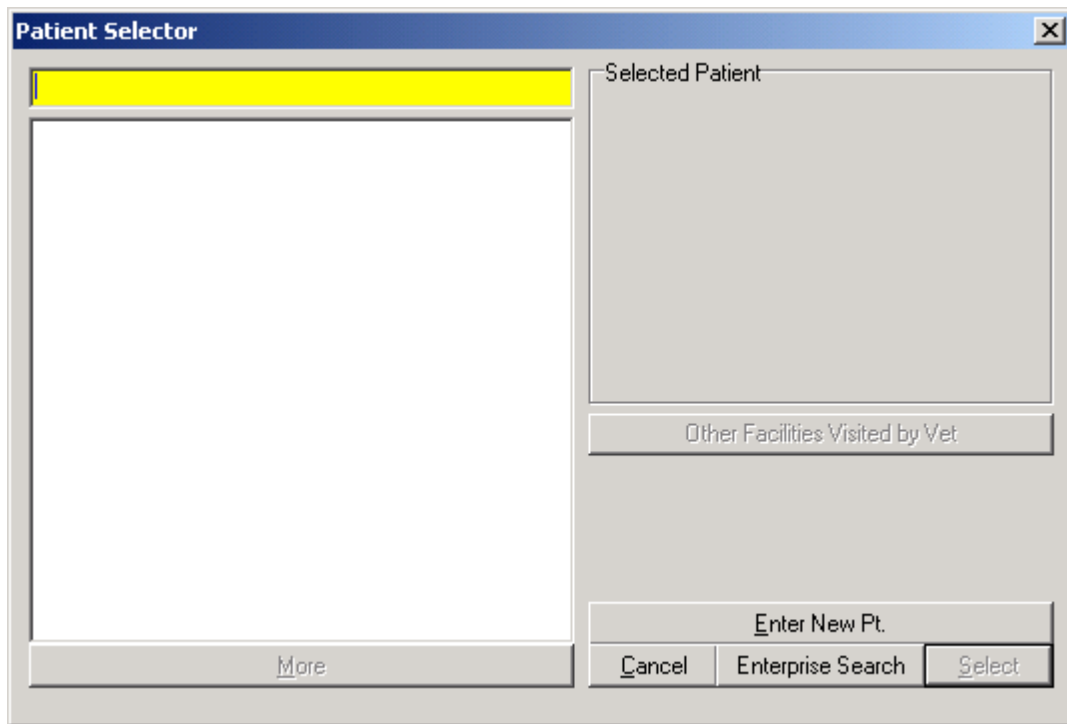 Patient Selector
Selected Patient
Other Facilities Visited by Vet
Enter New Pt.
More
Cancel
Enterprise Search
Select